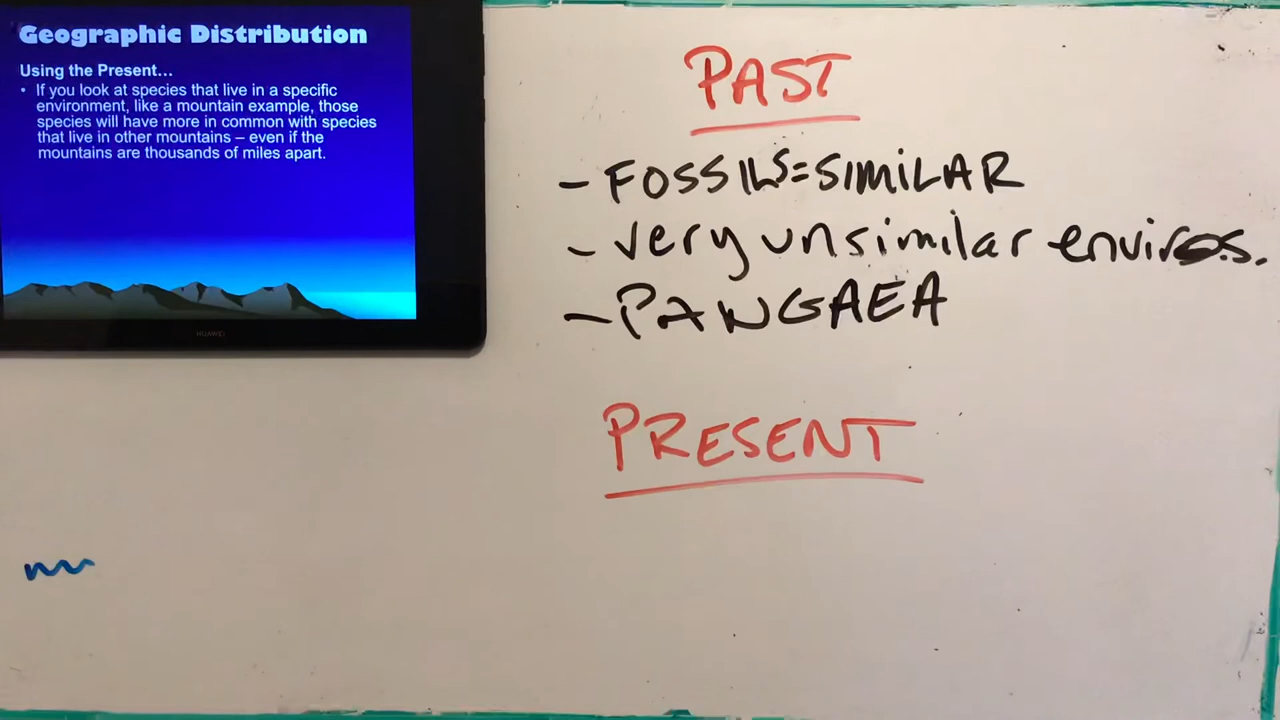 Geographic Distribution
Using the Present...
• If you look at species that live in a specific
environment, like a mountain example, those
species will have more in common with species
that live in other mountains – even if the
mountains are thousands of miles apart.
HUAWEI
PAST
- FOSSILS=SIMILAR
- very unsimilar enviros.
- PANGAEA
PRESENT